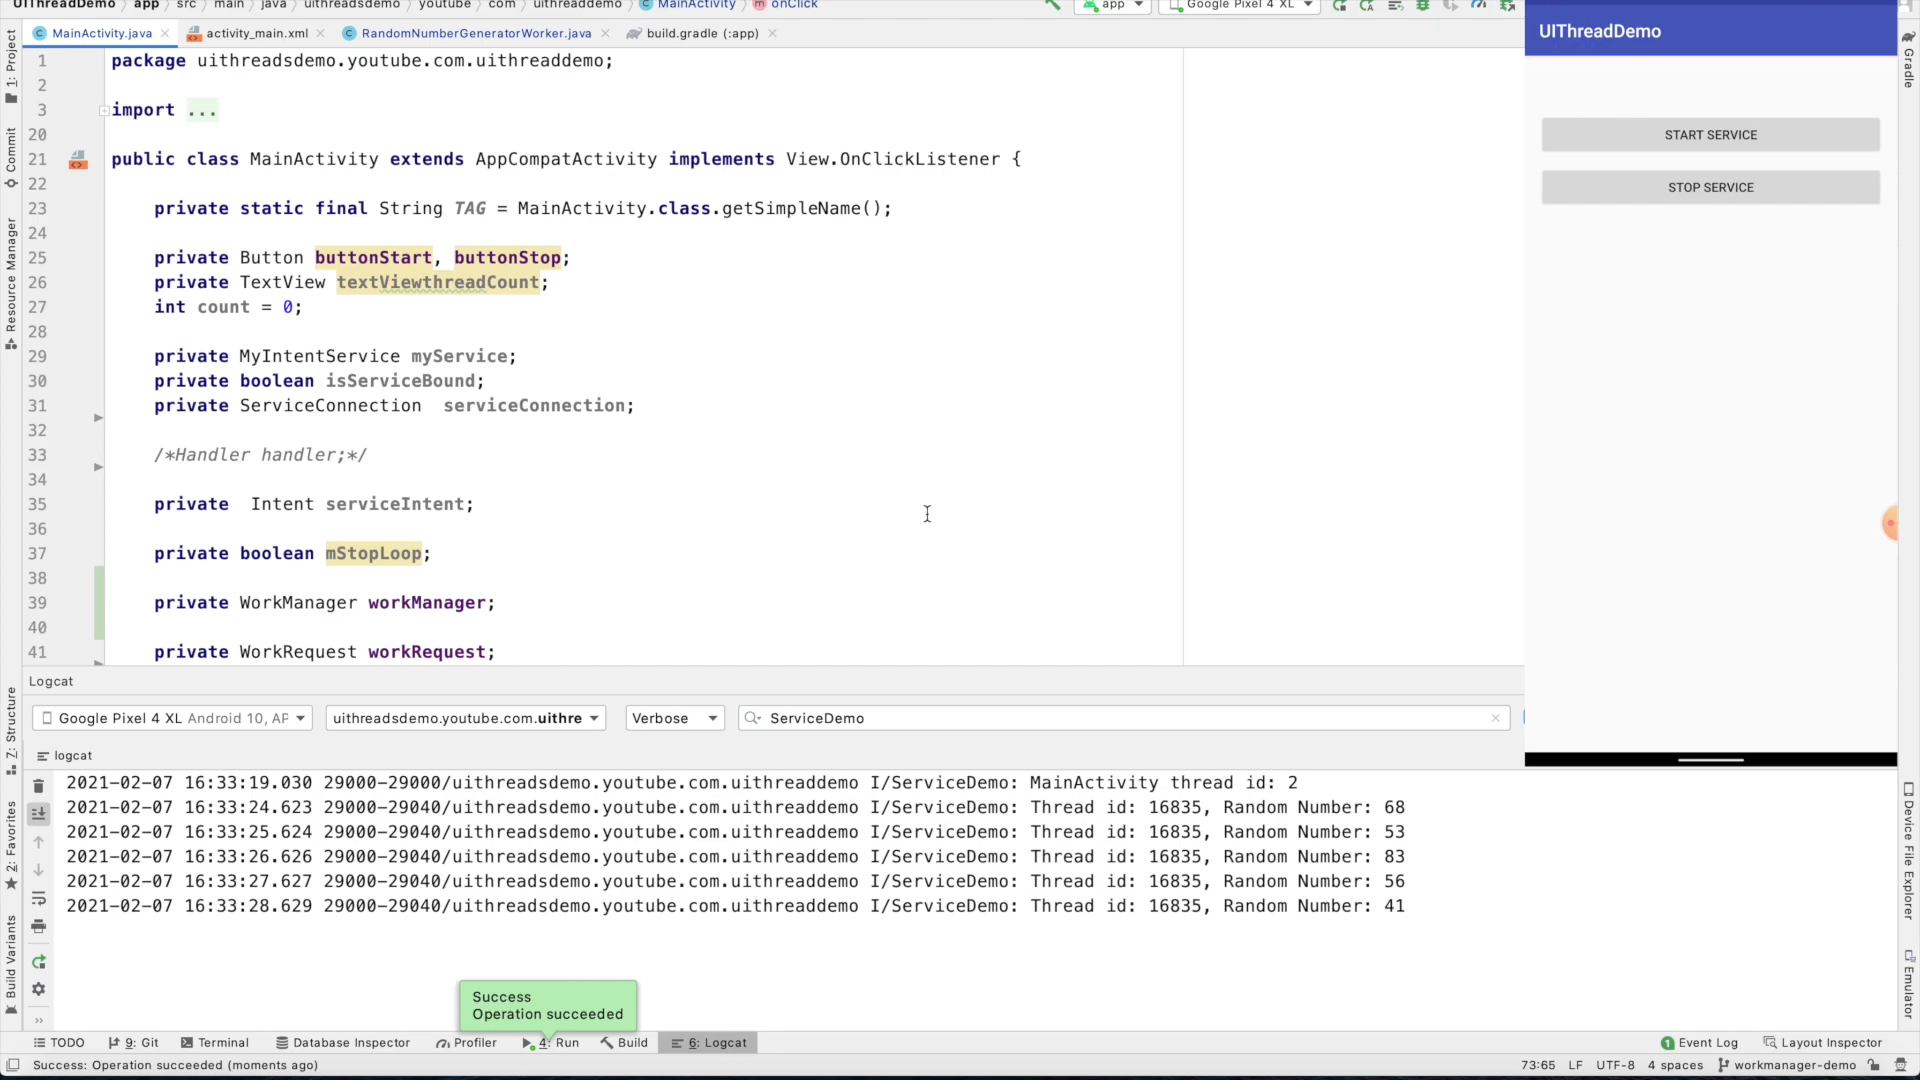 UIThreadDemo app src main java uithreadsdemo youtube com uithreaddemo MainActivity onClick
app Google Pixel 4 XL
MainActivity.java activity_main.xml RandomNumberGeneratorWorker.java build.gradle (:app)
1 package uithreadsdemo.youtube.com.uithreaddemo;
2
3 import ...
20
21 public class MainActivity extends AppCompatActivity implements View.OnClickListener {
22
23 private static final String TAG = MainActivity.class.getSimpleName();
24
25 private Button buttonStart, buttonStop;
26 private TextView textViewthreadCount;
27 int count = 0;
28
29 private MyIntentService myService;
30 private boolean isServiceBound;
31 private ServiceConnection serviceConnection;
32
33 /*Handler handler;*/
34
35 private Intent serviceIntent;
36
37 private boolean mStopLoop;
38
39 private WorkManager workManager;
40
41 private WorkRequest workRequest;
UIThreadDemo
START SERVICE
STOP SERVICE
1: Project
Commit
Resource Manager
Z: Structure
2: Favorites
Build Variants
Gradle
Device File Explorer
Emulator
Logcat
Google Pixel 4 XL Android 10, AP
uithreadsdemo.youtube.com.uithre
Verbose
ServiceDemo
logcat
2021-02-07 16:33:19.030 29000-29000/uithreadsdemo.youtube.com.uithreaddemo I/ServiceDemo: MainActivity thread id: 2
2021-02-07 16:33:24.623 29000-29040/uithreadsdemo.youtube.com.uithreaddemo I/ServiceDemo: Thread id: 16835, Random Number: 68
2021-02-07 16:33:25.624 29000-29040/uithreadsdemo.youtube.com.uithreaddemo I/ServiceDemo: Thread id: 16835, Random Number: 53
2021-02-07 16:33:26.626 29000-29040/uithreadsdemo.youtube.com.uithreaddemo I/ServiceDemo: Thread id: 16835, Random Number: 83
2021-02-07 16:33:27.627 29000-29040/uithreadsdemo.youtube.com.uithreaddemo I/ServiceDemo: Thread id: 16835, Random Number: 56
2021-02-07 16:33:28.629 29000-29040/uithreadsdemo.youtube.com.uithreaddemo I/ServiceDemo: Thread id: 16835, Random Number: 41
Success
Operation succeeded
TODO 9: Git Terminal Database Inspector Profiler 4: Run Build 6: Logcat 1 Event Log Layout Inspector
Success: Operation succeeded (moments ago) 73:65 LF UTF-8 4 spaces workmanager-demo